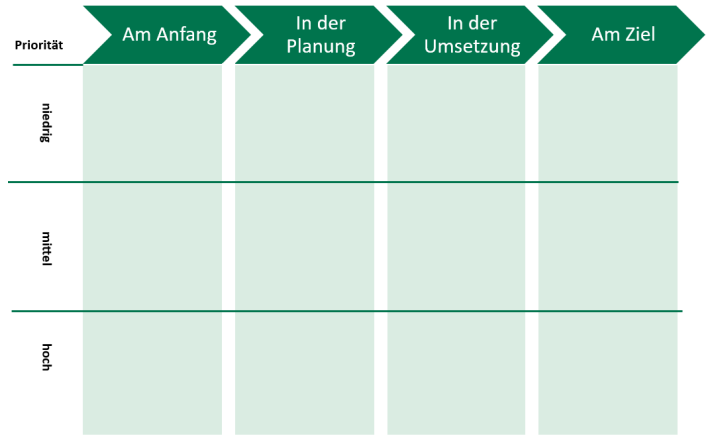 Priorität
Am Anfang
In der
Planung
In der
Umsetzung
Am Ziel
niedrig
mittel
hoch